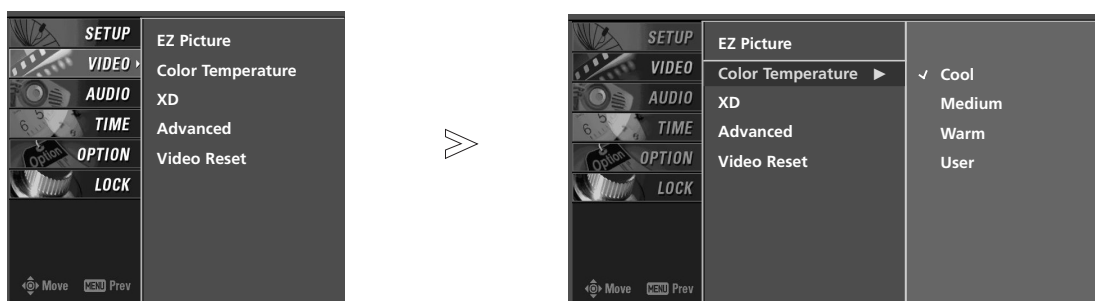 SETUP
VIDEO
AUDIO
TIME
OPTION
LOCK
Move MENU Prev
EZ Picture
Color Temperature
XD
Advanced
Video Reset
SETUP
VIDEO
AUDIO
TIME
OPTION
LOCK
Move MENU Prev
EZ Picture
Color Temperature ▶
XD
Advanced
Video Reset
✓ Cool
Medium
Warm
User